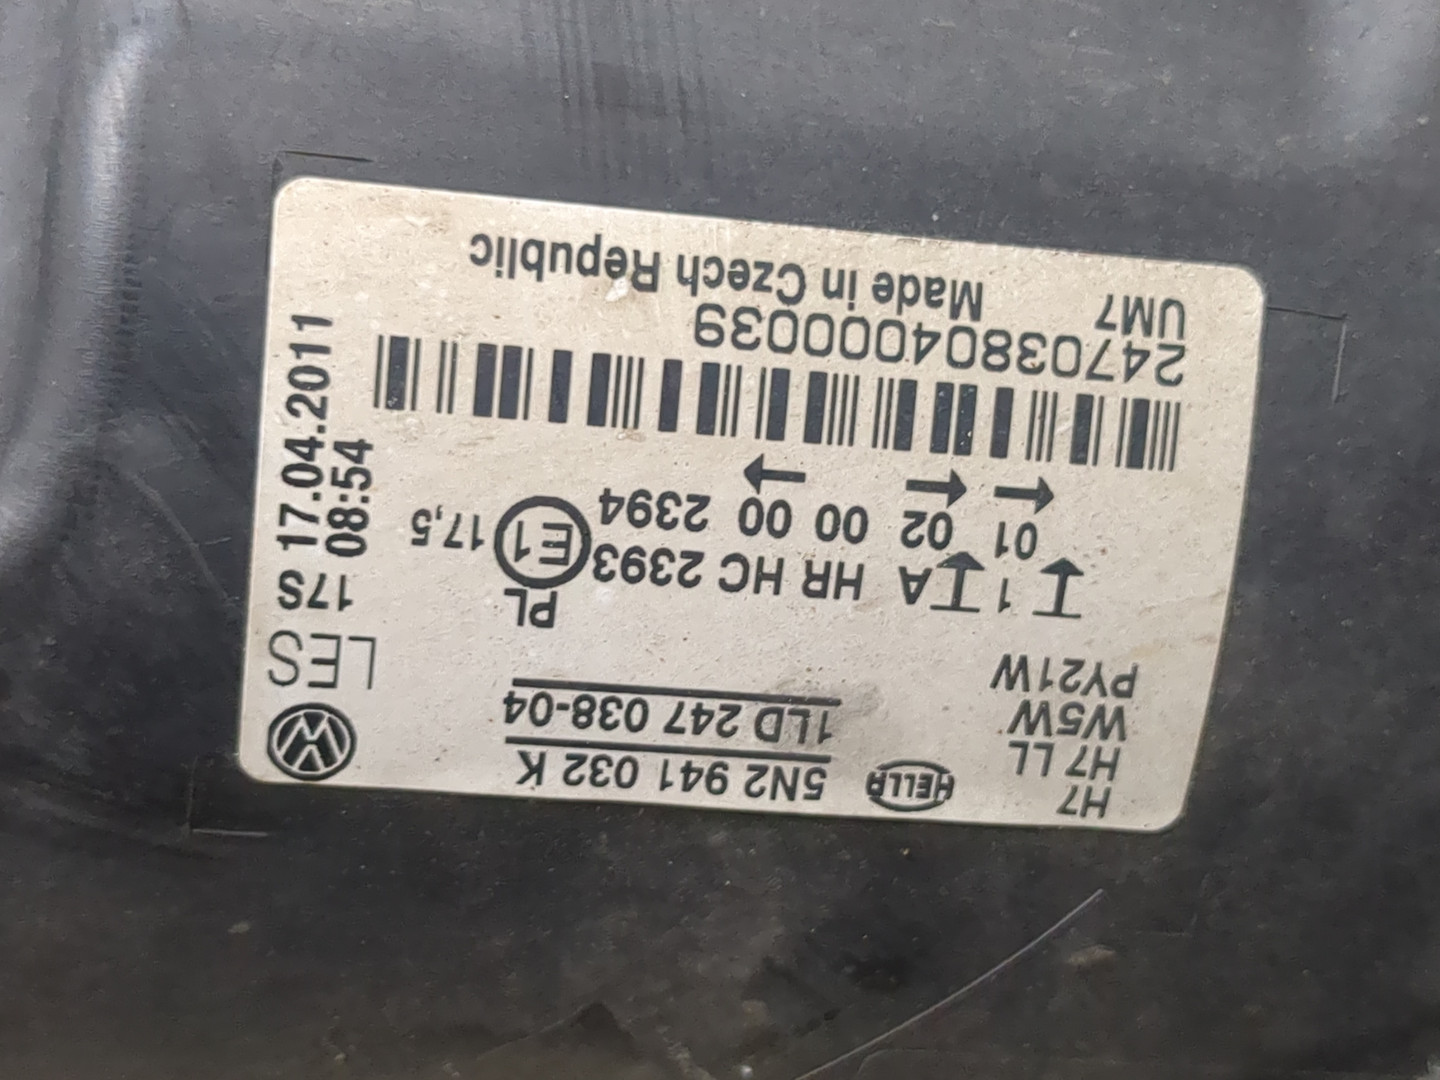 H7
H7 LL
W5W
PY21W
HELLA
5N2 941 032 K
1LD 247 038-04
LES
17S
17.04.2011
08:54
PL
1 A HR HC 2393 E1 17,5
01 02 00 00 2394
2470380400039
UM7 Made in Czech Republic